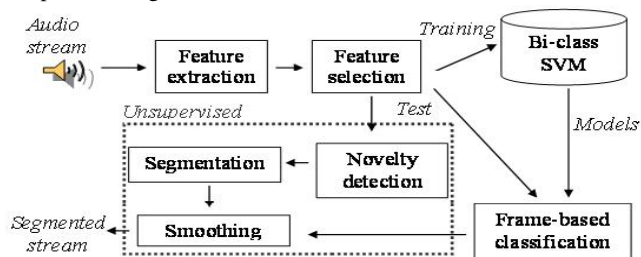 Audio
stream
Feature
extraction
Feature
selection
Training
Bi-class
SVM
Unsupervised
Test
Models
Segmentation
Novelty
detection
Segmented
stream
Smoothing
Frame-based
classification